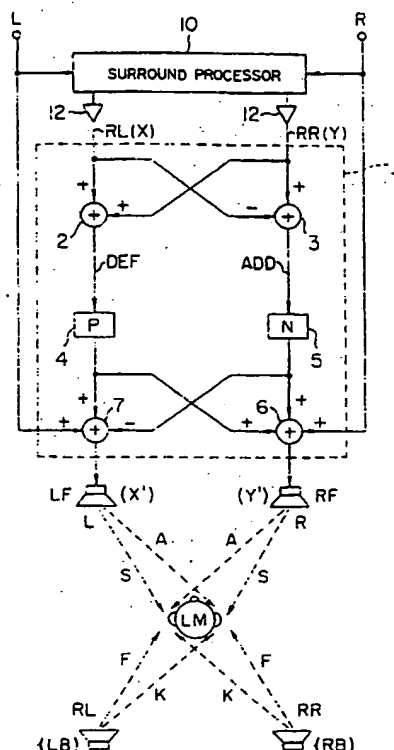 L 10 R
SURROUND PROCESSOR
12 12
RL(X) RR(Y)
+ + - +
+ +
2 3
DEF ADD
P N
4 5
+ +
+ + - + + +
7 6
LF (X') (Y') RF
L R
A A
S S
LM
F F
RL K K RR
(LB) (RB)